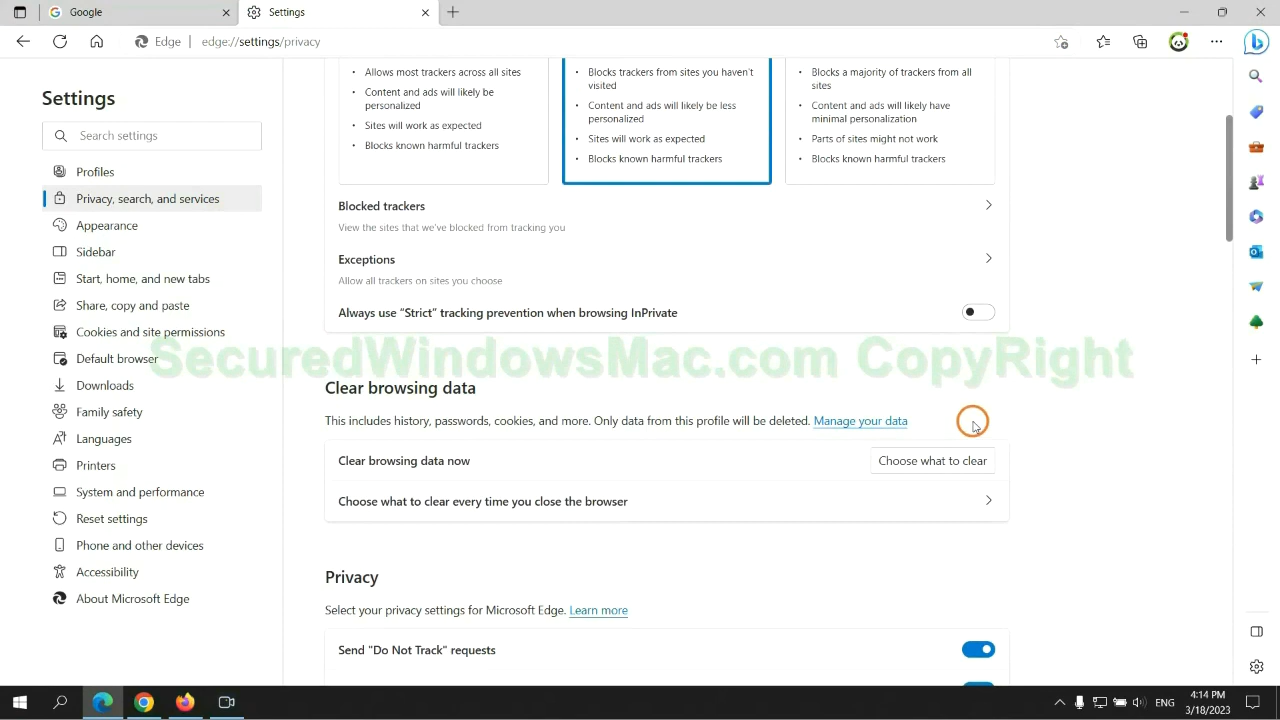 Google
Settings
Edge
edge://settings/privacy
Settings
Search settings
Profiles
Privacy, search, and services
Appearance
Sidebar
Start, home, and new tabs
Share, copy and paste
Cookies and site permissions
Default browser
Downloads
Family safety
Languages
Printers
System and performance
Reset settings
Phone and other devices
Accessibility
About Microsoft Edge
• Allows most trackers across all sites
• Content and ads will likely be
personalized
• Sites will work as expected
• Blocks known harmful trackers
• Blocks trackers from sites you haven't
visited
• Content and ads will likely be less
personalized
• Sites will work as expected
• Blocks known harmful trackers
• Blocks a majority of trackers from all
sites
• Content and ads will likely have
minimal personalization
• Parts of sites might not work
• Blocks known harmful trackers
Blocked trackers
View the sites that we've blocked from tracking you
Exceptions
Allow all trackers on sites you choose
Always use “Strict” tracking prevention when browsing InPrivate
SecuredWindowsMac.com CopyRight
Clear browsing data
This includes history, passwords, cookies, and more. Only data from this profile will be deleted. Manage your data
Clear browsing data now
Choose what to clear
Choose what to clear every time you close the browser
Privacy
Select your privacy settings for Microsoft Edge. Learn more
Send "Do Not Track" requests
ENG
4:14 PM
3/18/2023